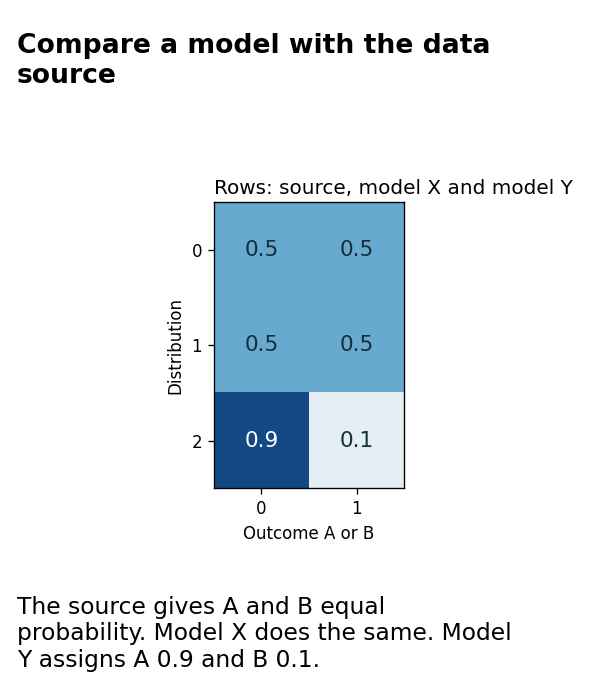 Compare a model with the data
source
Rows: source, model X and model Y
0.5 0.5
0.5 0.5
0.9 0.1
0
1
2
Distribution
0 1
Outcome A or B
The source gives A and B equal
probability. Model X does the same. Model
Y assigns A 0.9 and B 0.1.